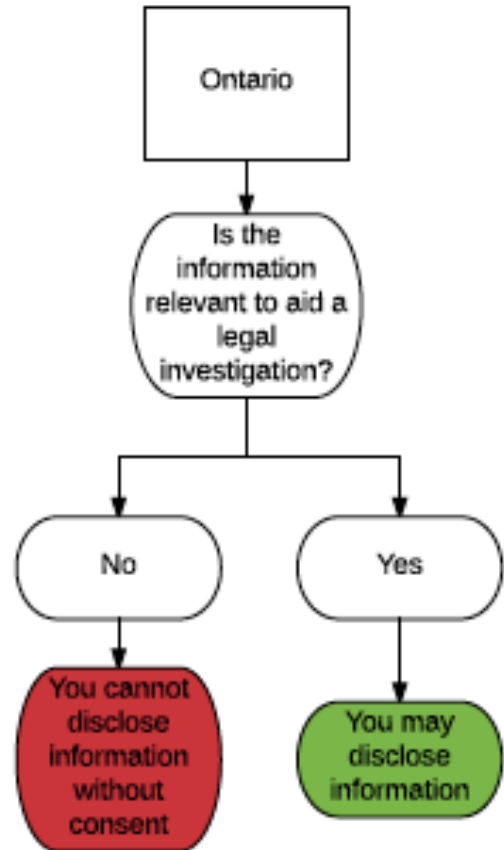 Ontario
Is the
information
relevant to aid a
legal
investigation?
No
Yes
You cannot
disclose
information
without
consent
You may
disclose
information